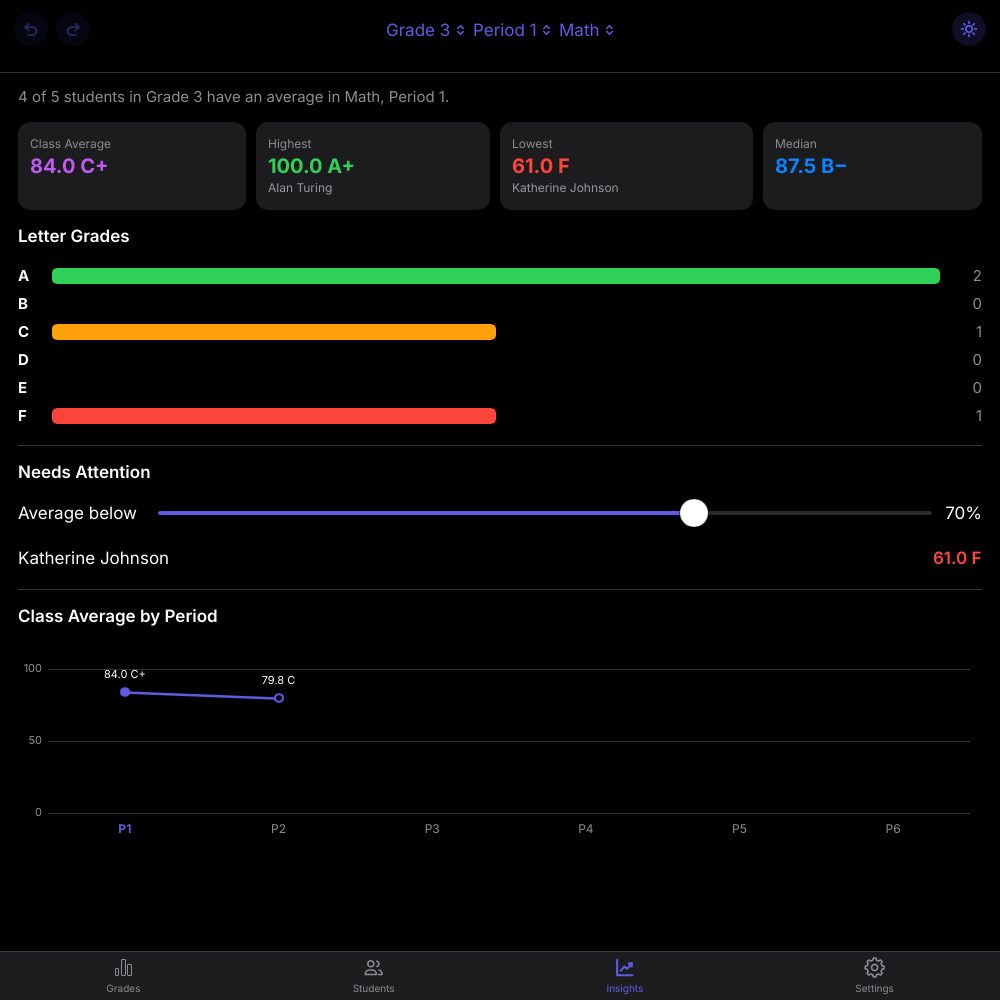 Grade 3 Period 1 Math
4 of 5 students in Grade 3 have an average in Math, Period 1.
Class Average
84.0 C+
Highest
100.0 A+
Alan Turing
Lowest
61.0 F
Katherine Johnson
Median
87.5 B−
Letter Grades
A 2
B 0
C 1
D 0
E 0
F 1
Needs Attention
Average below 70%
Katherine Johnson 61.0 F
Class Average by Period
100
84.0 C+
79.8 C
50
0
P1 P2 P3 P4 P5 P6
Grades Students Insights Settings